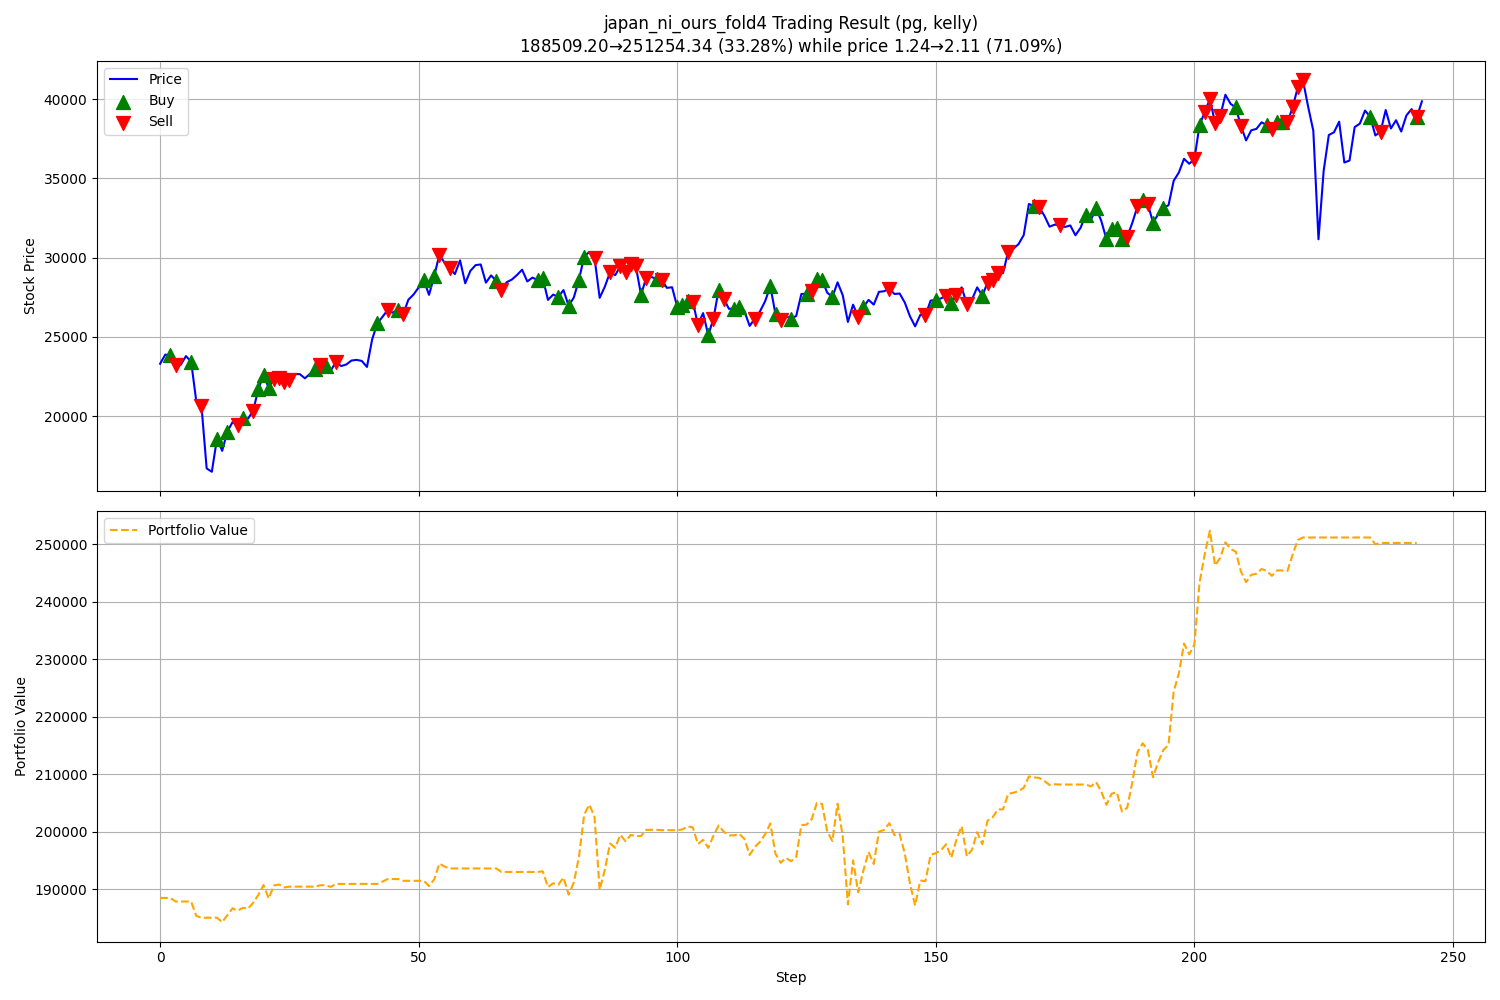 japan_ni_ours_fold4 Trading Result (pg, kelly)
188509.20→251254.34 (33.28%) while price 1.24→2.11 (71.09%)
Price
Buy
Sell
40000
35000
30000
25000
20000
Stock Price
Portfolio Value
250000
240000
230000
220000
210000
200000
190000
Portfolio Value
0
50
100
150
200
250
Step